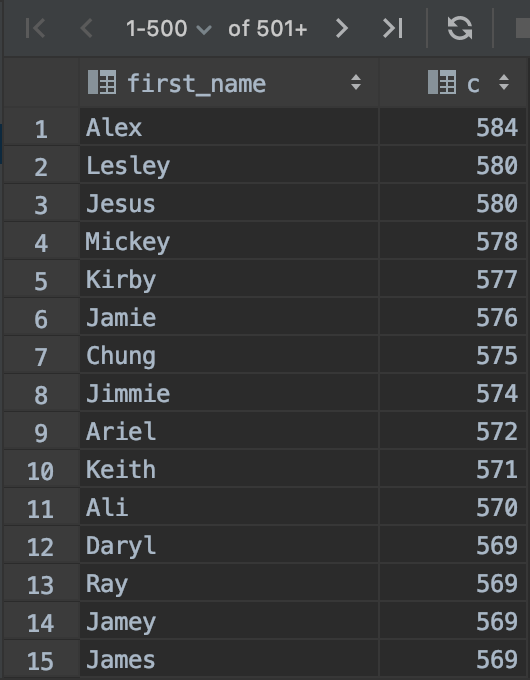 1-500 of 501+
first_name c
1 Alex 584
2 Lesley 580
3 Jesus 580
4 Mickey 578
5 Kirby 577
6 Jamie 576
7 Chung 575
8 Jimmie 574
9 Ariel 572
10 Keith 571
11 Ali 570
12 Daryl 569
13 Ray 569
14 Jamey 569
15 James 569